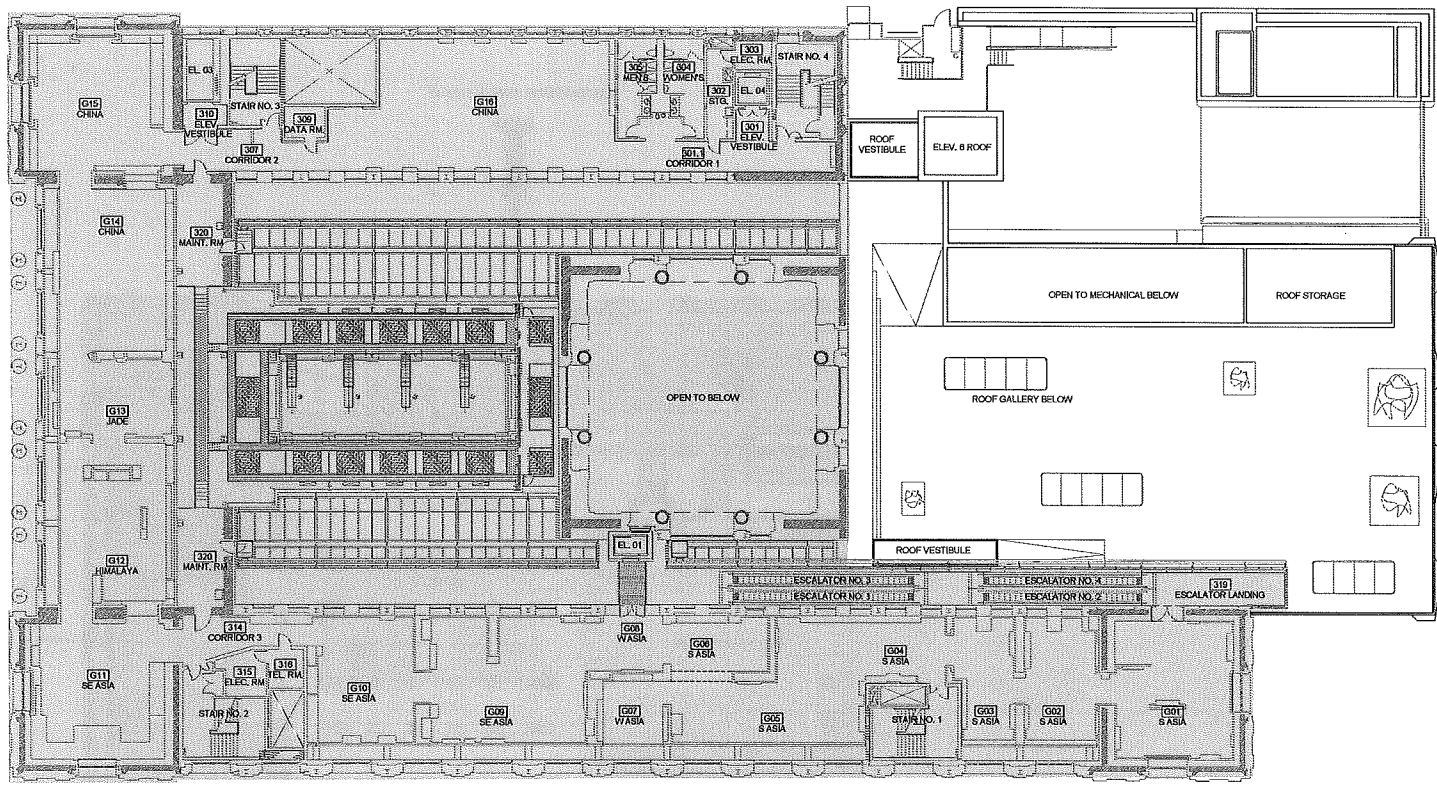 G15
CHINA
EL. 03
STAIR NO. 3
310
ELEV.
VESTIBULE
307
CORRIDOR 2
309
DATA RM.
G16
CHINA
305
MEN'S
304
WOMEN'S
302
STG.
303
ELEC. RM.
EL. 04
301
ELEV.
VESTIBULE
STAIR NO. 4
301.1
CORRIDOR 1
ROOF
VESTIBULE
ELEV. 6 ROOF
G14
CHINA
320
MAINT. RM
OPEN TO MECHANICAL BELOW
ROOF STORAGE
G13
JADE
OPEN TO BELOW
ROOF GALLERY BELOW
G12
HIMALAYA
320
MAINT. RM
EL. 01
ROOF VESTIBULE
ESCALATOR NO. 3
ESCALATOR NO. 1
ESCALATOR NO. 4
ESCALATOR NO. 2
319
ESCALATOR LANDING
314
CORRIDOR 3
G08
W ASIA
G06
S ASIA
G04
S ASIA
G11
SE ASIA
315
ELEC. RM
316
TEL. RM
STAIR NO. 2
G10
SE ASIA
G09
SE ASIA
G07
W ASIA
G05
S ASIA
STAIR NO. 1
G03
S ASIA
G02
S ASIA
G01
S ASIA